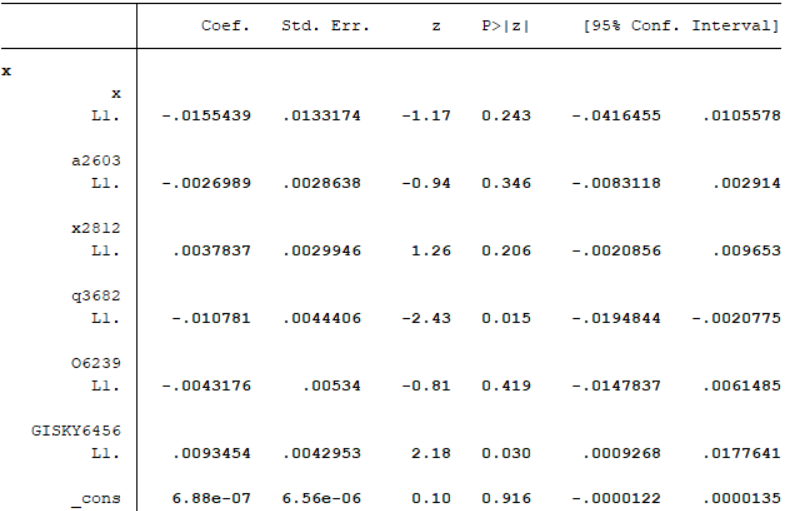 Coef. Std. Err. z P>|z| [95% Conf. Interval]
x
x
L1. -.0155439 .0133174 -1.17 0.243 -.0416455 .0105578
a2603
L1. -.0026989 .0028638 -0.94 0.346 -.0083118 .002914
x2812
L1. .0037837 .0029946 1.26 0.206 -.0020856 .009653
q3682
L1. -.010781 .0044406 -2.43 0.015 -.0194844 -.0020775
O6239
L1. -.0043176 .00534 -0.81 0.419 -.0147837 .0061485
GISKY6456
L1. .0093454 .0042953 2.18 0.030 .0009268 .0177641
_cons 6.88e-07 6.56e-06 0.10 0.916 -.0000122 .0000135